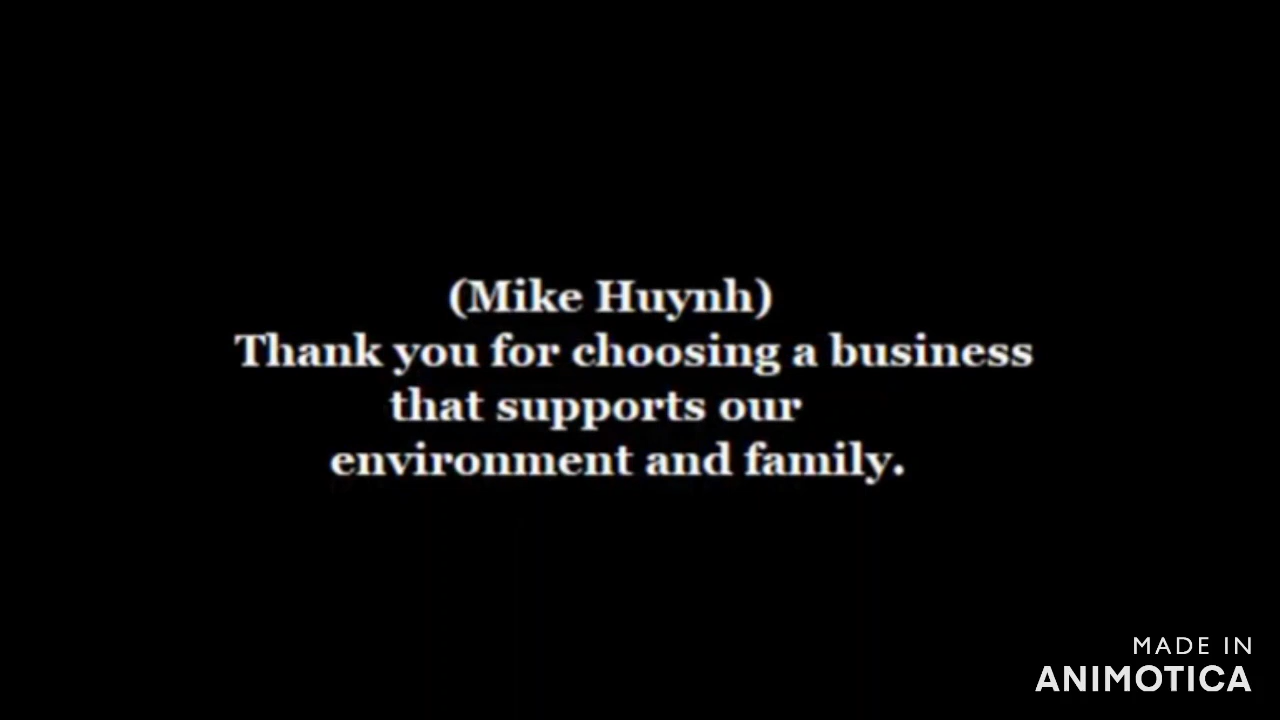 (Mike Huynh)
Thank you for choosing a business
that supports our
environment and family.
MADE IN
ANIMOTICA